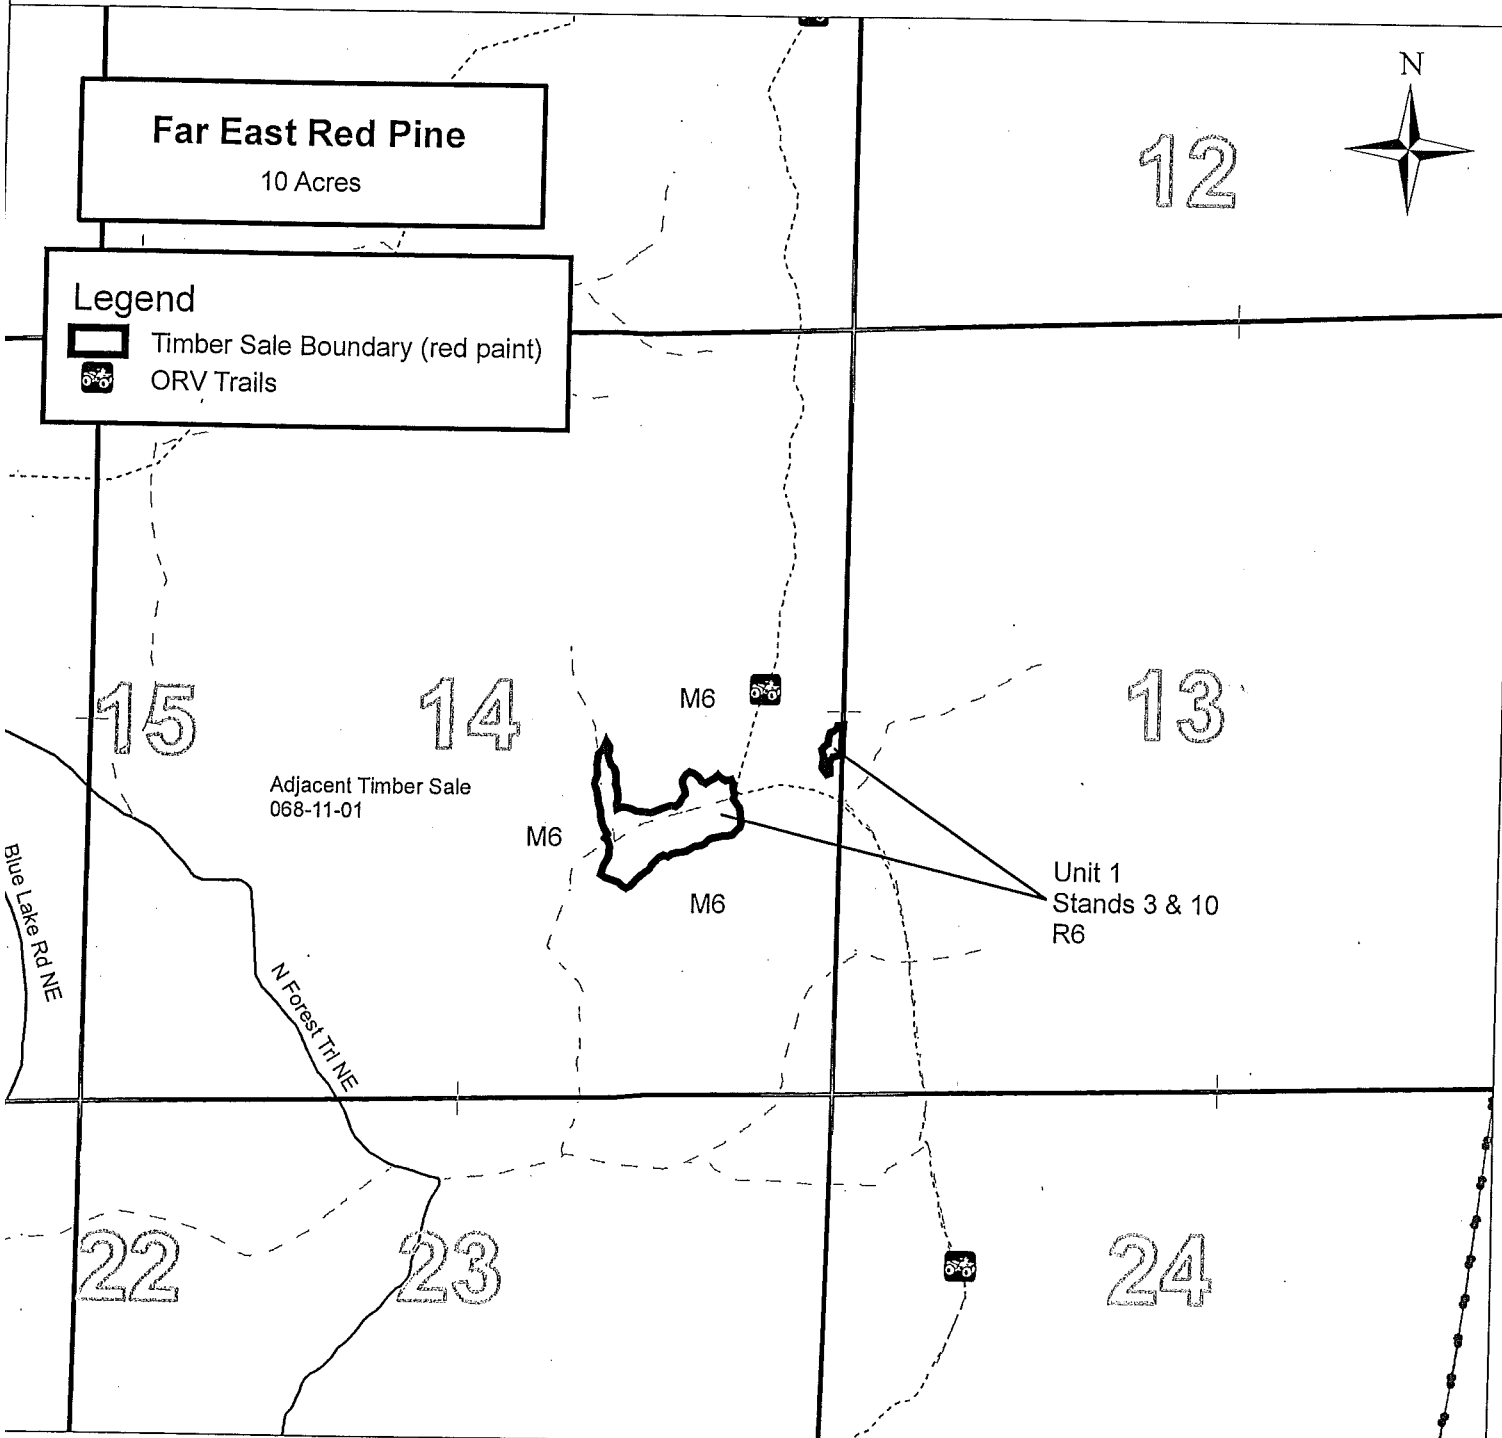 Far East Red Pine
10 Acres
N
12
Legend
Timber Sale Boundary (red paint)
ORV Trails
15
14
M6
13
Adjacent Timber Sale
068-11-01
M6
Unit 1
Stands 3 & 10
R6
M6
Blue Lake Rd NE
N Forest Trl NE
22
23
24